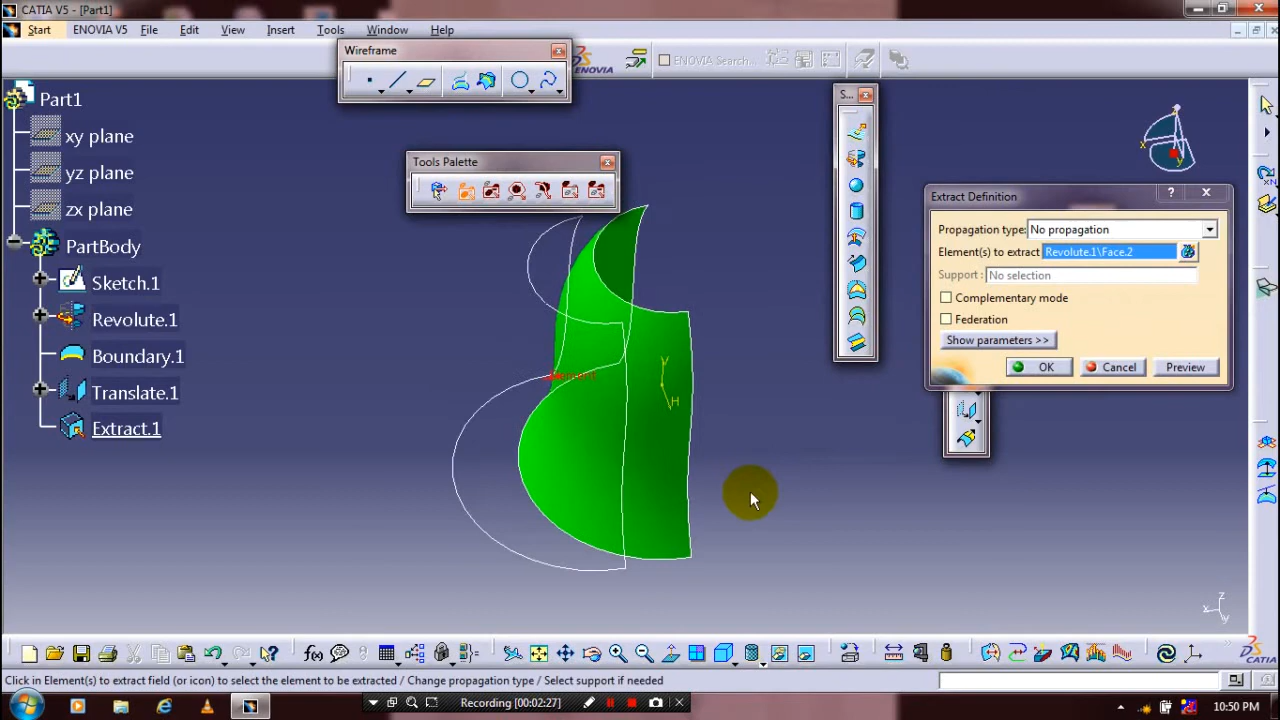 CATIA V5 - [Part1]
Start ENOVIA V5 File Edit View Insert Tools Window Help
Wireframe
ENOVIA
ENOVIA Search...
S...
Part1
xy plane
yz plane
zx plane
PartBody
Sketch.1
Revolute.1
Boundary.1
Translate.1
Extract.1
Tools Palette
z
x
y
V
H
Extract Definition
Propagation type: No propagation
Element(s) to extract Revolute.1\Face.2
Support : No selection
Complementary mode
Federation
Show parameters >>
OK Cancel Preview
z
x
y
f(x)
CATIA
Click in Element(s) to extract field (or icon) to select the element to be extracted / Change propagation type / Select support if needed
Recording [00:02:27]
10:50 PM